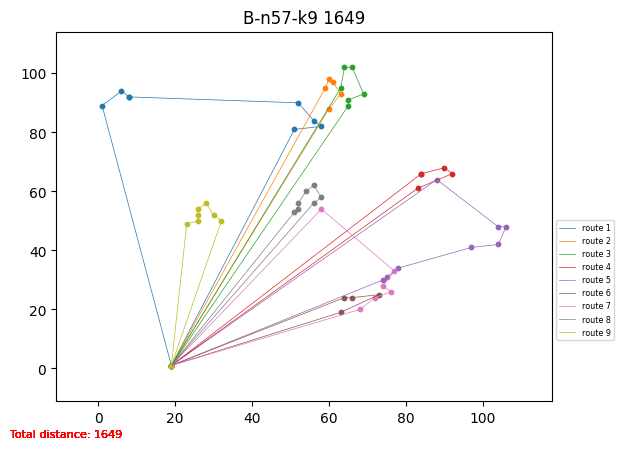 B-n57-k9 1649
100
80
60
40
20
0
0 20 40 60 80 100
route 1
route 2
route 3
route 4
route 5
route 6
route 7
route 8
route 9
Total distance: 1649